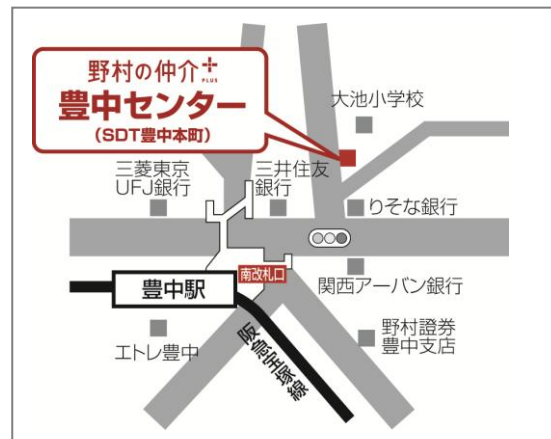 野村の仲介+
PLUS
豊中センター
(SDT豊中本町)
大池小学校
三菱東京
UFJ銀行
三井住友
銀行
りそな銀行
南改札口
豊中駅
関西アーバン銀行
エトレ豊中
阪急宝塚線
野村證券
豊中支店